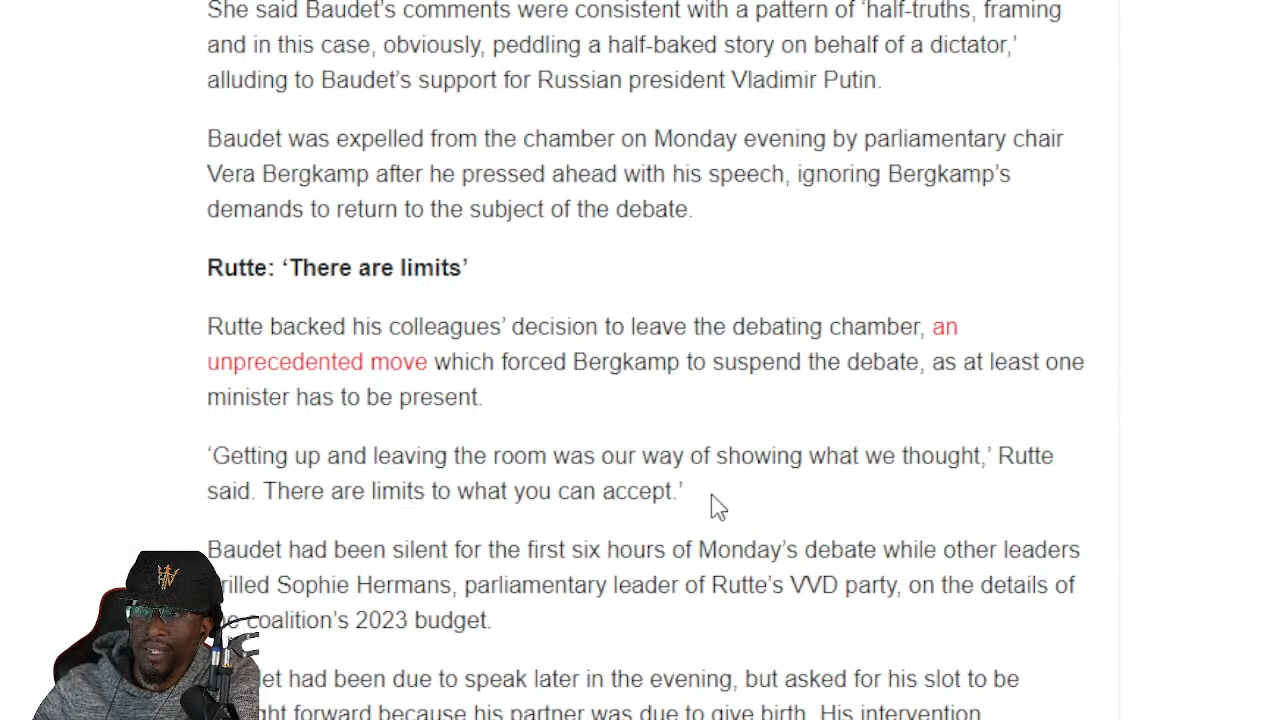 She said Baudet’s comments were consistent with a pattern of ‘half-truths, framing
and in this case, obviously, peddling a half-baked story on behalf of a dictator,’
alluding to Baudet’s support for Russian president Vladimir Putin.
Baudet was expelled from the chamber on Monday evening by parliamentary chair
Vera Bergkamp after he pressed ahead with his speech, ignoring Bergkamp’s
demands to return to the subject of the debate.
Rutte: ‘There are limits’
Rutte backed his colleagues’ decision to leave the debating chamber, an
unprecedented move which forced Bergkamp to suspend the debate, as at least one
minister has to be present.
‘Getting up and leaving the room was our way of showing what we thought,’ Rutte
said. There are limits to what you can accept.’
Baudet had been silent for the first six hours of Monday’s debate while other leaders
rilled Sophie Hermans, parliamentary leader of Rutte’s VVD party, on the details of
e coalition’s 2023 budget.
et had been due to speak later in the evening, but asked for his slot to be
ght forward because his partner was due to give birth. His intervention